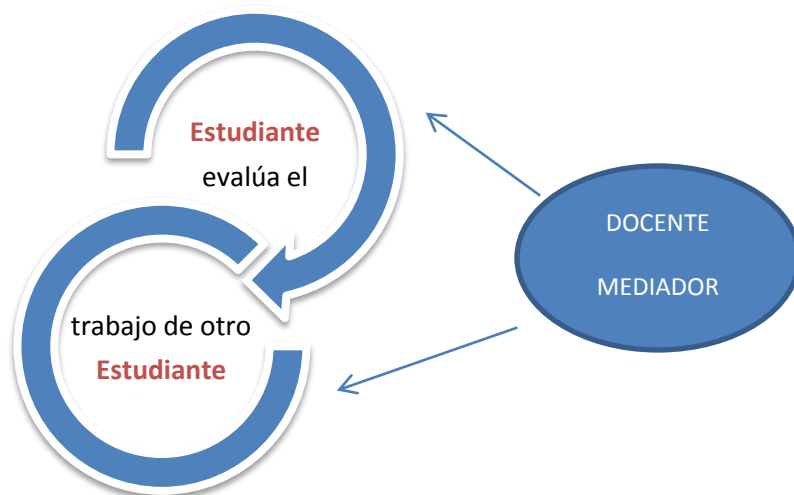 Estudiante
evalúa el
trabajo de otro
Estudiante
DOCENTE
MEDIADOR